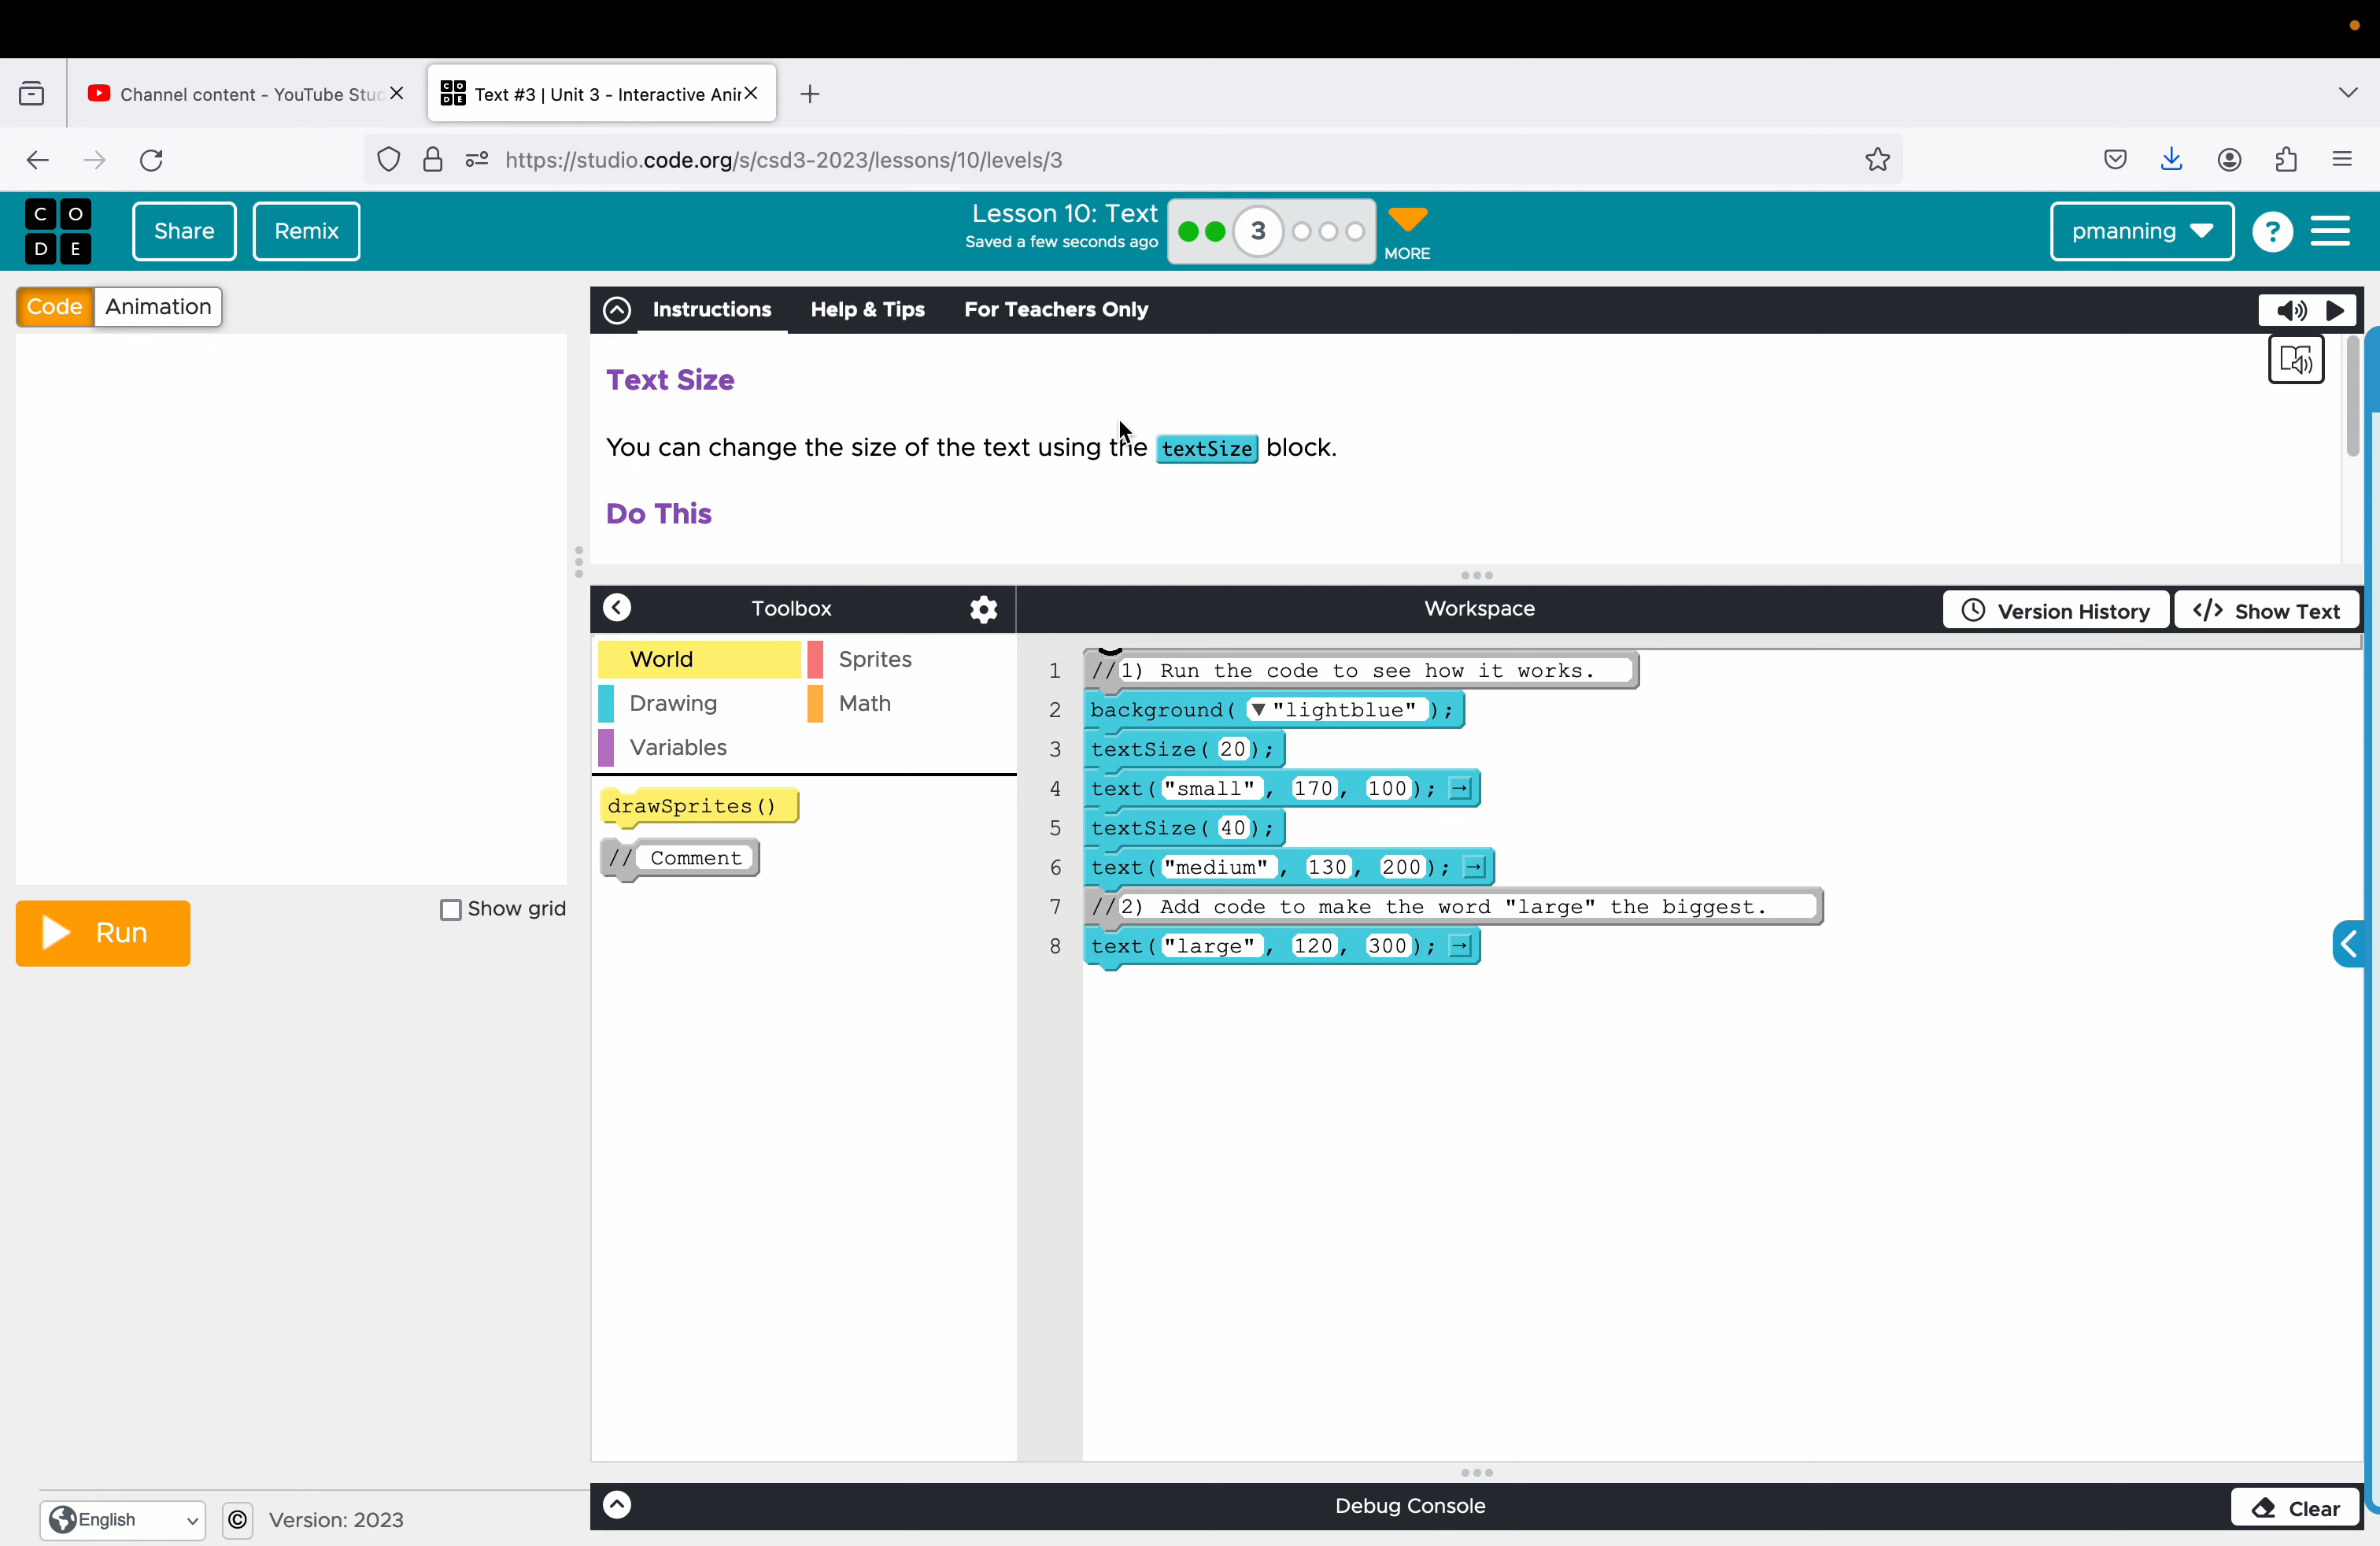 Channel content - YouTube Stu
Text #3 | Unit 3 - Interactive Anir
https://studio.code.org/s/csd3-2023/lessons/10/levels/3
C O
D E
Share
Remix
Lesson 10: Text
Saved a few seconds ago
3
MORE
pmanning
?
Code
Animation
Instructions
Help & Tips
For Teachers Only
Text Size
You can change the size of the text using the textSize block.
Do This
Toolbox
Workspace
Version History
</> Show Text
World
Sprites
Drawing
Math
Variables
drawSprites()
// Comment
1 //1) Run the code to see how it works.
2 background( ▼"lightblue" );
3 textSize( 20);
4 text("small", 170, 100); →
5 textSize( 40);
6 text("medium", 130, 200); →
7 //2) Add code to make the word "large" the biggest.
8 text("large", 120, 300); →
Run
Show grid
English
©
Version: 2023
Debug Console
Clear